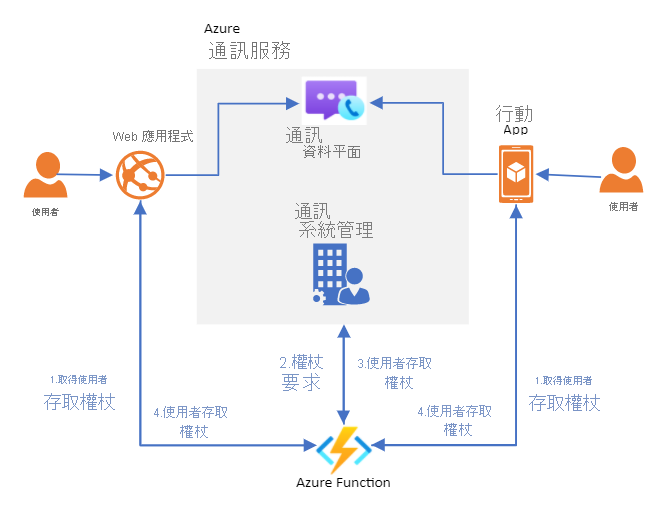 Azure
通訊服務
Web 應用程式
通訊
資料平面
行動
App
使用者
使用者
通訊
系統管理
2.權杖
要求
3.使用者存取
權杖
1.取得使用者
存取權杖
4.使用者存取
權杖
4.使用者存取
權杖
1.取得使用者
存取權杖
Azure Function